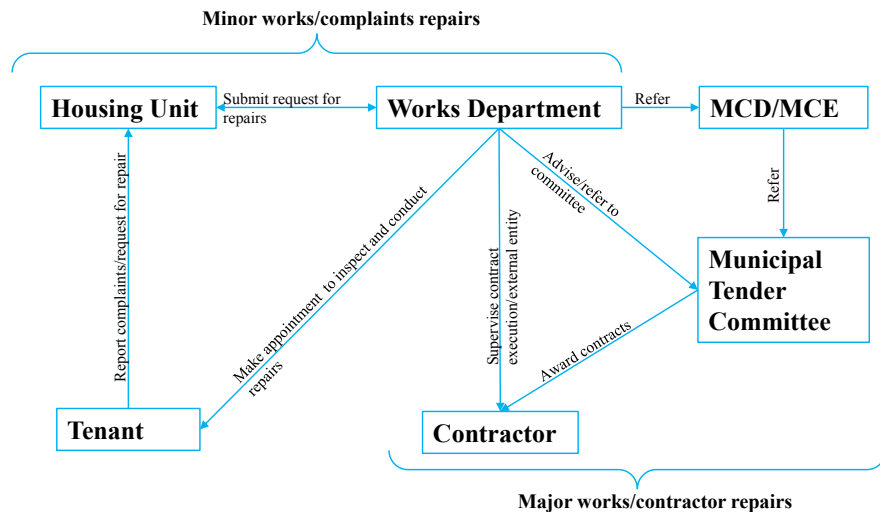 Minor works/complaints repairs
Housing Unit
Submit request for
repairs
Works Department
Refer
MCD/MCE
Report complaints/request for repair
Make appointment to inspect and conduct
repairs
Supervise contract
execution/external entity
Advise/refer to
committee
Refer
Municipal
Tender
Committee
Award contracts
Tenant
Contractor
Major works/contractor repairs